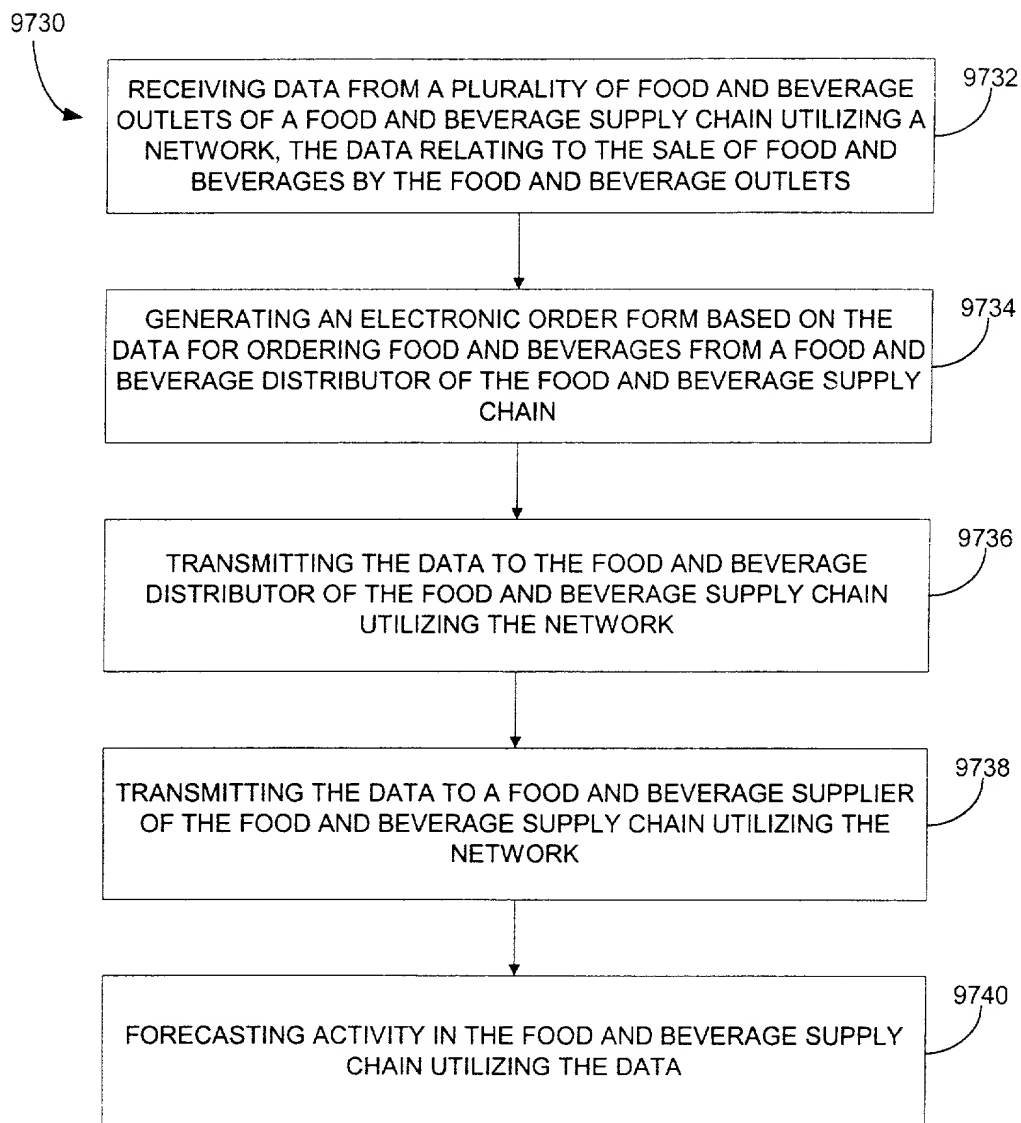 9730
RECEIVING DATA FROM A PLURALITY OF FOOD AND BEVERAGE
OUTLETS OF A FOOD AND BEVERAGE SUPPLY CHAIN UTILIZING A
NETWORK, THE DATA RELATING TO THE SALE OF FOOD AND
BEVERAGES BY THE FOOD AND BEVERAGE OUTLETS
9732
GENERATING AN ELECTRONIC ORDER FORM BASED ON THE
DATA FOR ORDERING FOOD AND BEVERAGES FROM A FOOD AND
BEVERAGE DISTRIBUTOR OF THE FOOD AND BEVERAGE SUPPLY
CHAIN
9734
TRANSMITTING THE DATA TO THE FOOD AND BEVERAGE
DISTRIBUTOR OF THE FOOD AND BEVERAGE SUPPLY CHAIN
UTILIZING THE NETWORK
9736
TRANSMITTING THE DATA TO A FOOD AND BEVERAGE SUPPLIER
OF THE FOOD AND BEVERAGE SUPPLY CHAIN UTILIZING THE
NETWORK
9738
FORECASTING ACTIVITY IN THE FOOD AND BEVERAGE SUPPLY
CHAIN UTILIZING THE DATA
9740